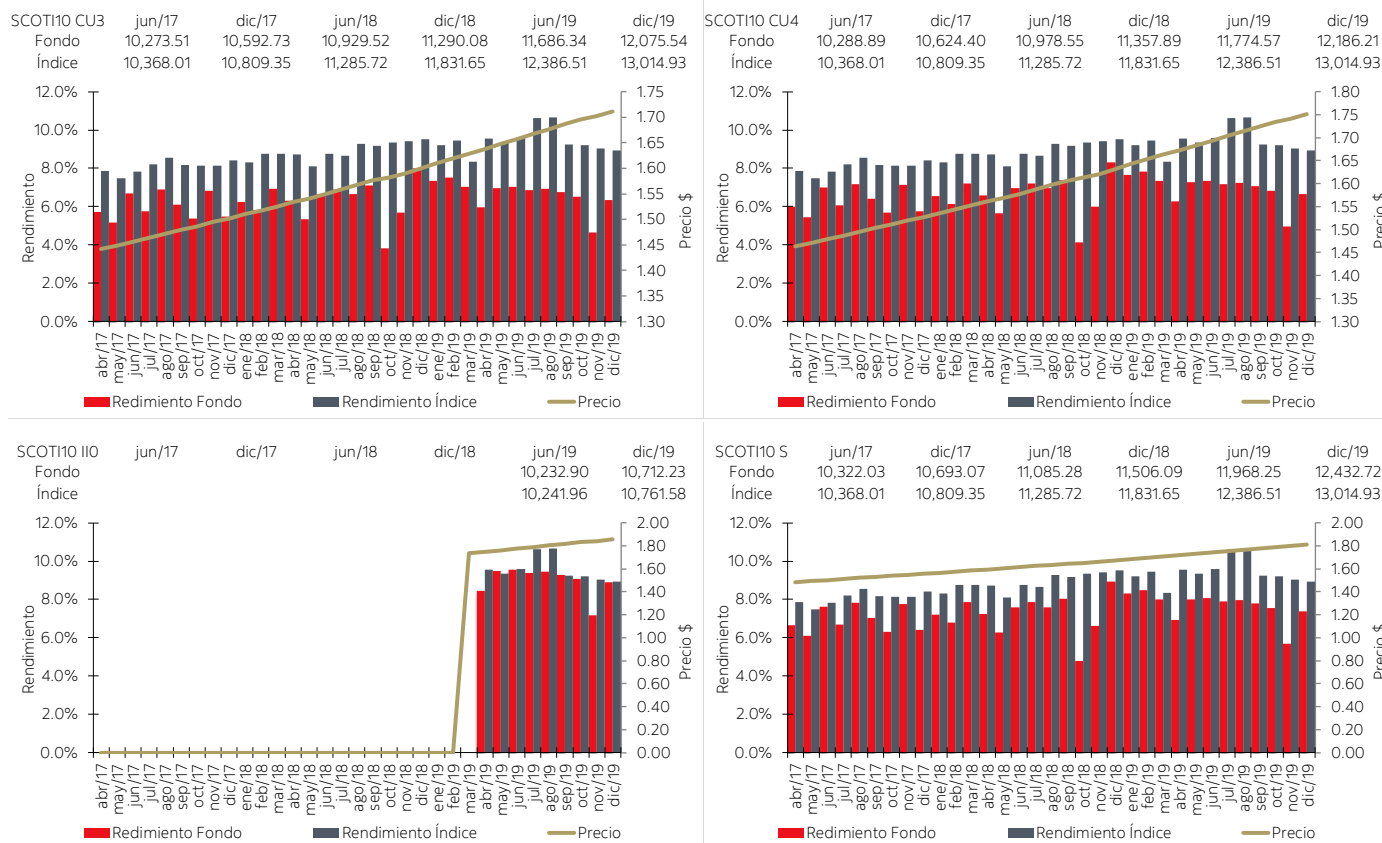 SCOTI10 CU3 jun/17 dic/17 jun/18 dic/18 jun/19 dic/19
Fondo 10,273.51 10,592.73 10,929.52 11,290.08 11,686.34 12,075.54
Índice 10,368.01 10,809.35 11,285.72 11,831.65 12,386.51 13,014.93
Rendimiento
12.0%
10.0%
8.0%
6.0%
4.0%
2.0%
0.0%
1.75
1.70
1.65
1.60
1.55
1.50
1.45
1.40
1.35
1.30
Precio $
abr/17 may/17 jun/17 jul/17 ago/17 sep/17 oct/17 nov/17 dic/17 ene/18 feb/18 mar/18 abr/18 may/18 jun/18 jul/18 ago/18 sep/18 oct/18 nov/18 dic/18 ene/19 feb/19 mar/19 abr/19 may/19 jun/19 jul/19 ago/19 sep/19 oct/19 nov/19 dic/19
Redimiento Fondo Rendimiento Índice Precio
SCOTI10 CU4 jun/17 dic/17 jun/18 dic/18 jun/19 dic/19
Fondo 10,288.89 10,624.40 10,978.55 11,357.89 11,774.57 12,186.21
Índice 10,368.01 10,809.35 11,285.72 11,831.65 12,386.51 13,014.93
Rendimiento
12.0%
10.0%
8.0%
6.0%
4.0%
2.0%
0.0%
1.80
1.75
1.70
1.65
1.60
1.55
1.50
1.45
1.40
1.35
1.30
Precio $
abr/17 may/17 jun/17 jul/17 ago/17 sep/17 oct/17 nov/17 dic/17 ene/18 feb/18 mar/18 abr/18 may/18 jun/18 jul/18 ago/18 sep/18 oct/18 nov/18 dic/18 ene/19 feb/19 mar/19 abr/19 may/19 jun/19 jul/19 ago/19 sep/19 oct/19 nov/19 dic/19
Redimiento Fondo Rendimiento Índice Precio
SCOTI10 II0 jun/17 dic/17 jun/18 dic/18 jun/19 dic/19
Fondo 10,232.90 10,712.23
Índice 10,241.96 10,761.58
Rendimiento
12.0%
10.0%
8.0%
6.0%
4.0%
2.0%
0.0%
2.00
1.80
1.60
1.40
1.20
1.00
0.80
0.60
0.40
0.20
0.00
Precio $
abr/17 may/17 jun/17 jul/17 ago/17 sep/17 oct/17 nov/17 dic/17 ene/18 feb/18 mar/18 abr/18 may/18 jun/18 jul/18 ago/18 sep/18 oct/18 nov/18 dic/18 ene/19 feb/19 mar/19 abr/19 may/19 jun/19 jul/19 ago/19 sep/19 oct/19 nov/19 dic/19
Redimiento Fondo Rendimiento Índice Precio
SCOTI10 S jun/17 dic/17 jun/18 dic/18 jun/19 dic/19
Fondo 10,322.03 10,693.07 11,085.28 11,506.09 11,968.25 12,432.72
Índice 10,368.01 10,809.35 11,285.72 11,831.65 12,386.51 13,014.93
Rendimiento
12.0%
10.0%
8.0%
6.0%
4.0%
2.0%
0.0%
2.00
1.80
1.60
1.40
1.20
1.00
0.80
0.60
0.40
0.20
0.00
Precio $
abr/17 may/17 jun/17 jul/17 ago/17 sep/17 oct/17 nov/17 dic/17 ene/18 feb/18 mar/18 abr/18 may/18 jun/18 jul/18 ago/18 sep/18 oct/18 nov/18 dic/18 ene/19 feb/19 mar/19 abr/19 may/19 jun/19 jul/19 ago/19 sep/19 oct/19 nov/19 dic/19
Redimiento Fondo Rendimiento Índice Precio